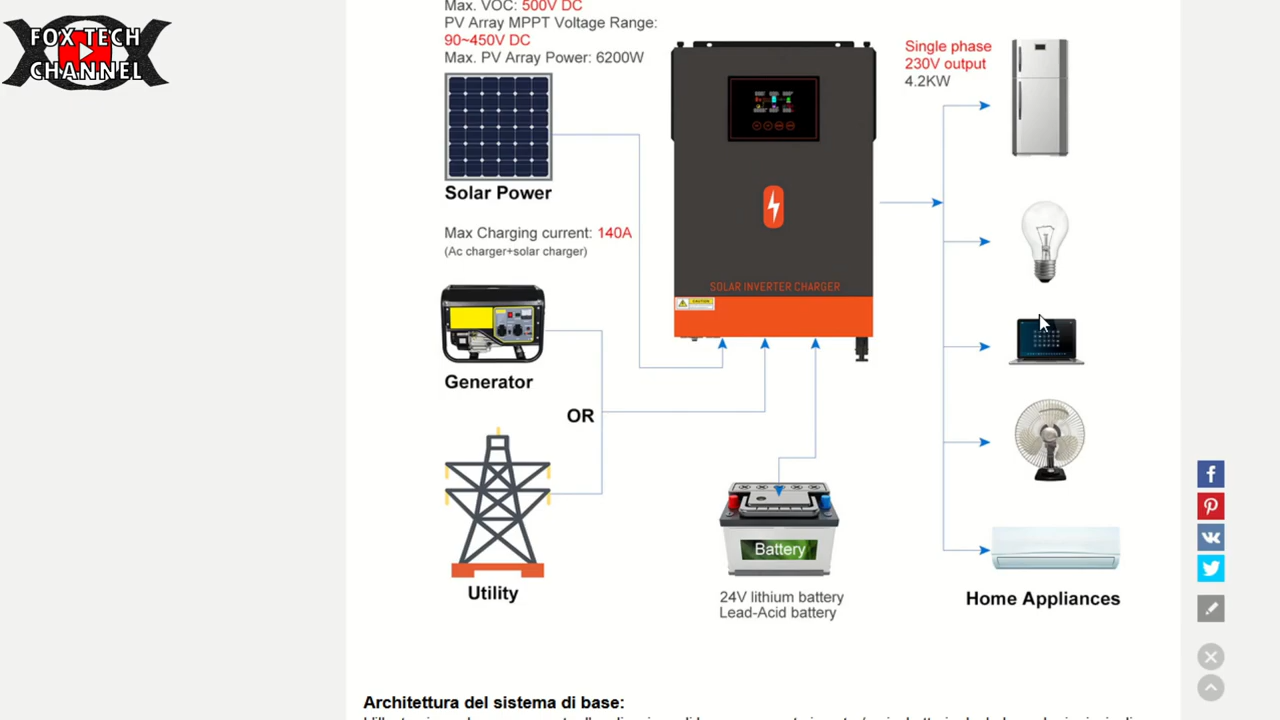 FOX TECH
CHANNEL
Max. VOC: 500V DC
PV Array MPPT Voltage Range:
90~450V DC
Max. PV Array Power: 6200W
Solar Power
Max Charging current: 140A
(Ac charger+solar charger)
Generator
OR
Utility
SOLAR INVERTER CHARGER
CAUTION
Battery
24V lithium battery
Lead-Acid battery
Single phase
230V output
4.2KW
Home Appliances
Architettura del sistema di base: